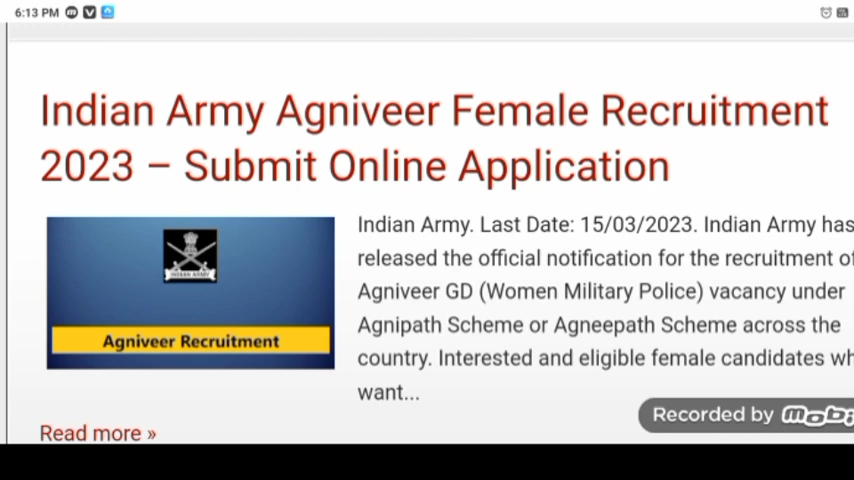 6:13 PM
Indian Army Agniveer Female Recruitment
2023 – Submit Online Application
INDIAN ARMY
Agniveer Recruitment
Indian Army. Last Date: 15/03/2023. Indian Army has
released the official notification for the recruitment of
Agniveer GD (Women Military Police) vacancy under
Agnipath Scheme or Agneepath Scheme across the
country. Interested and eligible female candidates wh
want...
Read more »
Recorded by mobi